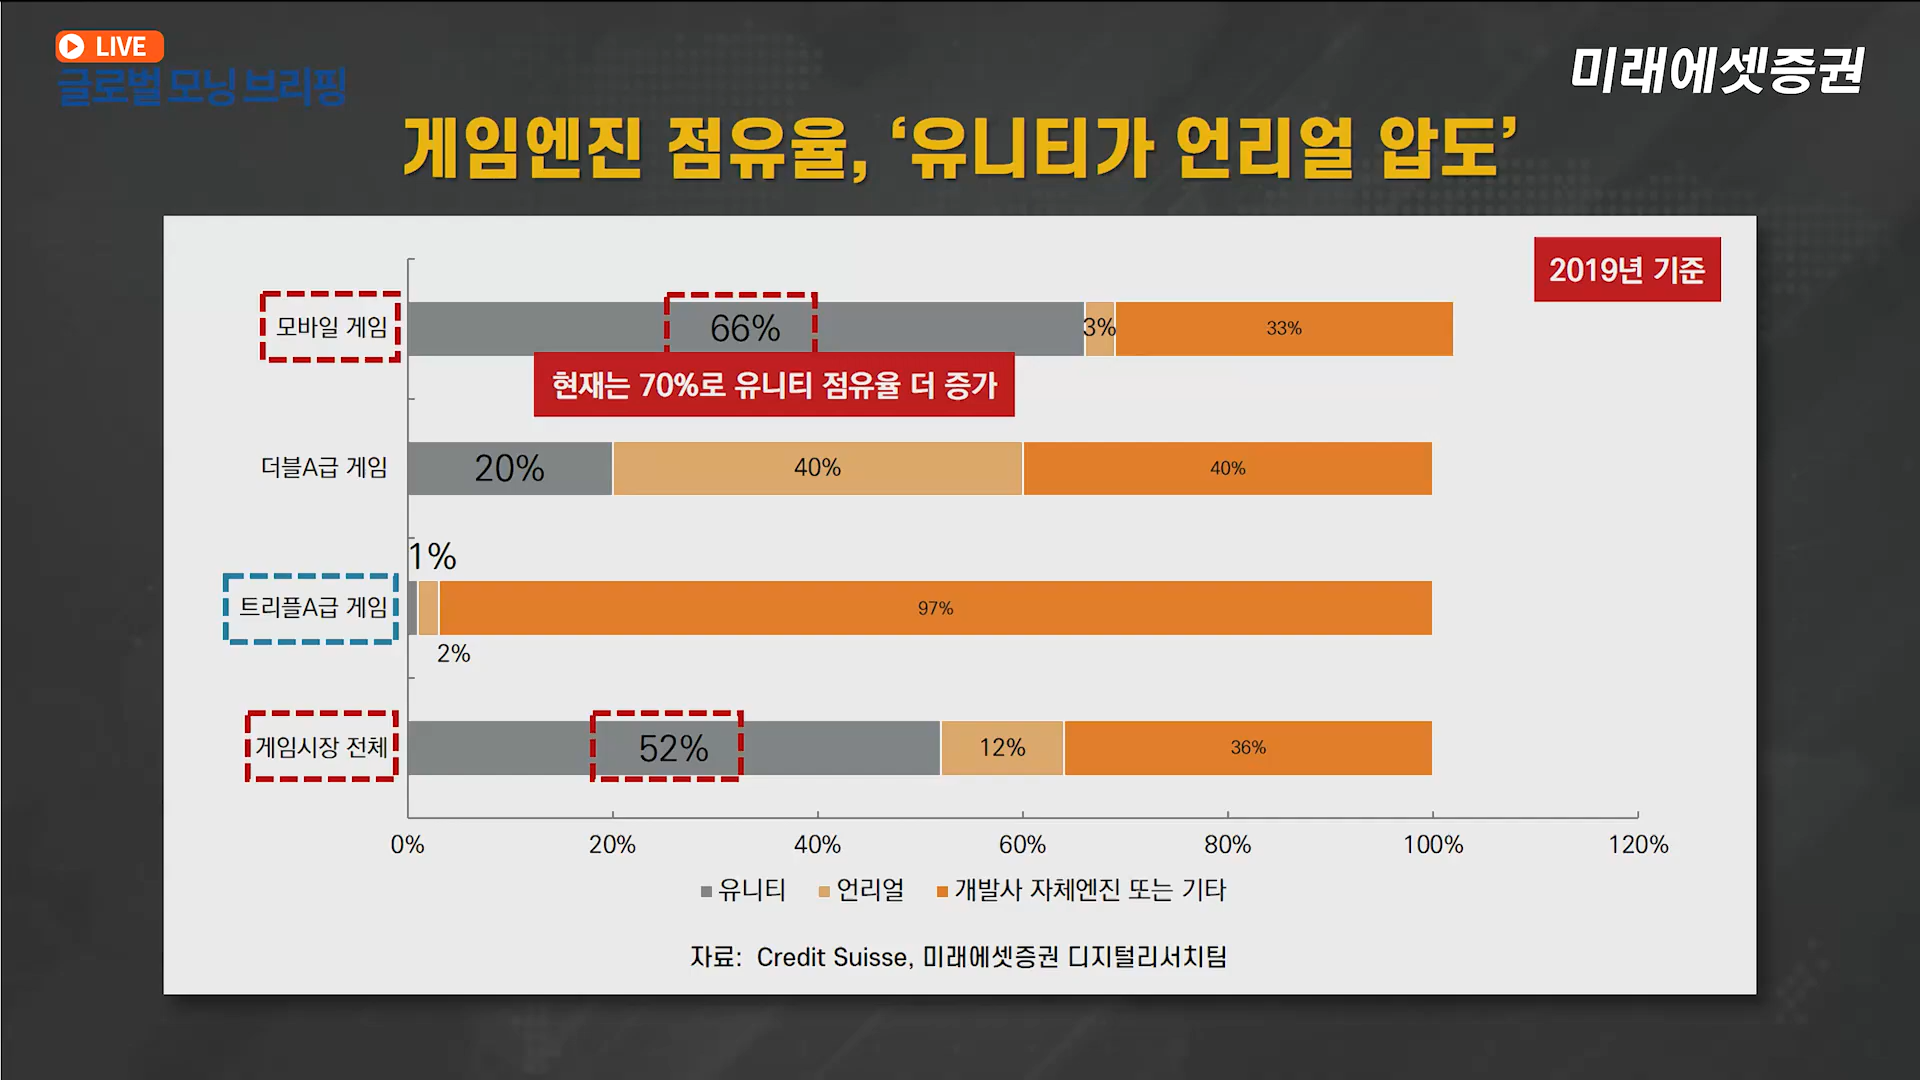 LIVE
글로벌 모닝 브리핑
미래에셋증권
게임엔진 점유율, ‘유니티가 언리얼 압도’
2019년 기준
모바일 게임
66%
3%
33%
현재는 70%로 유니티 점유율 더 증가
더블A급 게임
20%
40%
40%
1%
트리플A급 게임
97%
2%
게임시장 전체
52%
12%
36%
0%
20%
40%
60%
80%
100%
120%
유니티
언리얼
개발사 자체엔진 또는 기타
자료: Credit Suisse, 미래에셋증권 디지털리서치팀